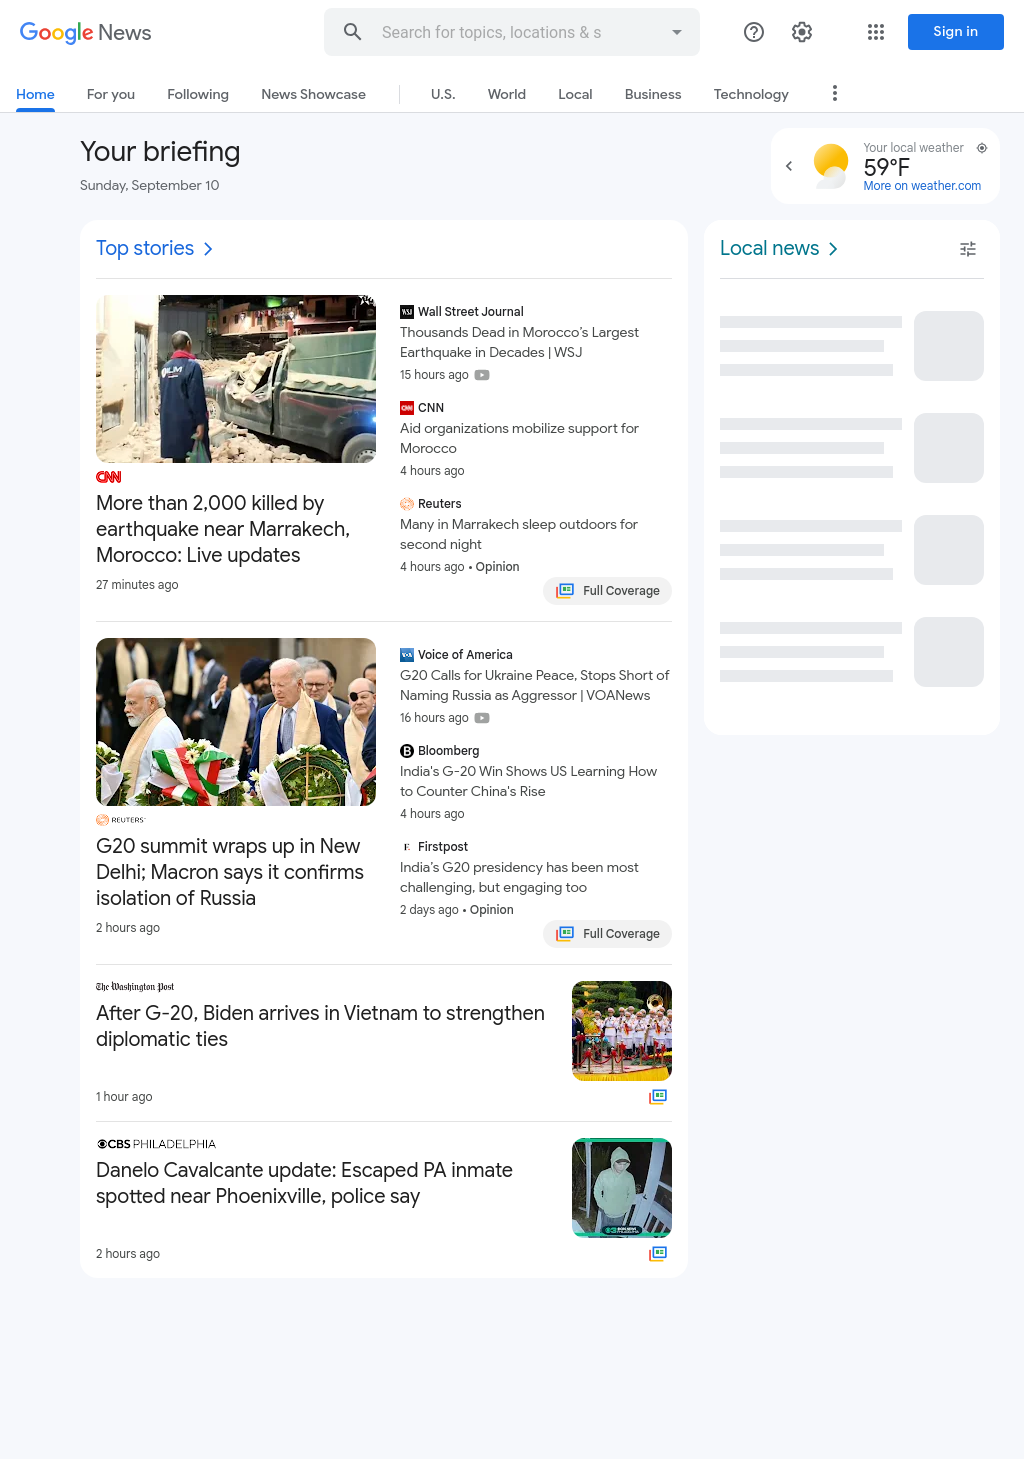 Google News
Search for topics, locations & s
Sign in
Home
For you
Following
News Showcase
U.S.
World
Local
Business
Technology
Your briefing
Sunday, September 10
Your local weather
59°F
More on weather.com
Top stories
CNN
More than 2,000 killed by
earthquake near Marrakech,
Morocco: Live updates
27 minutes ago
WSJ Wall Street Journal
Thousands Dead in Morocco’s Largest
Earthquake in Decades | WSJ
15 hours ago
CNN CNN
Aid organizations mobilize support for
Morocco
4 hours ago
Reuters
Many in Marrakech sleep outdoors for
second night
4 hours ago • Opinion
Full Coverage
REUTERS
G20 summit wraps up in New
Delhi; Macron says it confirms
isolation of Russia
2 hours ago
VOA Voice of America
G20 Calls for Ukraine Peace, Stops Short of
Naming Russia as Aggressor | VOANews
16 hours ago
B Bloomberg
India's G-20 Win Shows US Learning How
to Counter China's Rise
4 hours ago
F Firstpost
India’s G20 presidency has been most
challenging, but engaging too
2 days ago • Opinion
Full Coverage
The Washington Post
After G-20, Biden arrives in Vietnam to strengthen
diplomatic ties
1 hour ago
CBS PHILADELPHIA
Danelo Cavalcante update: Escaped PA inmate
spotted near Phoenixville, police say
2 hours ago
Local news